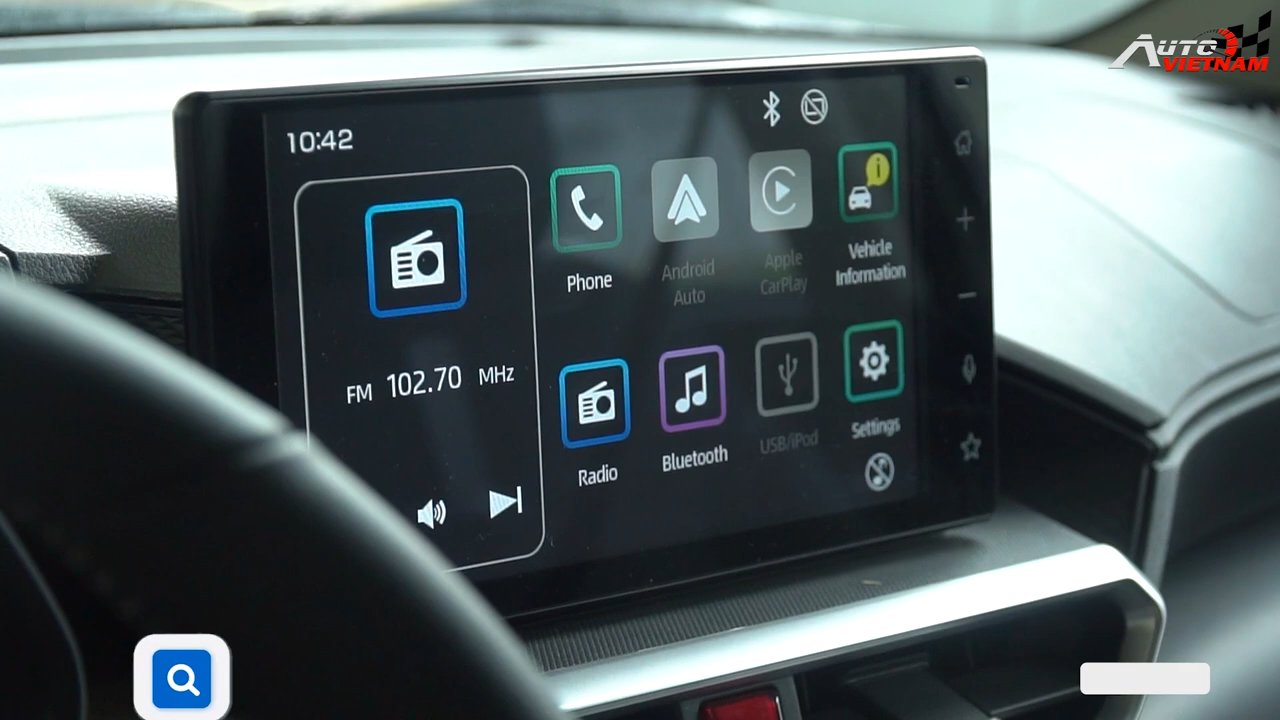 AUTO
VIETNAM
10:42
FM 102.70 MHz
Phone
Android
Auto
Apple
CarPlay
Vehicle
Information
Radio
Bluetooth
USB/iPod
Settings